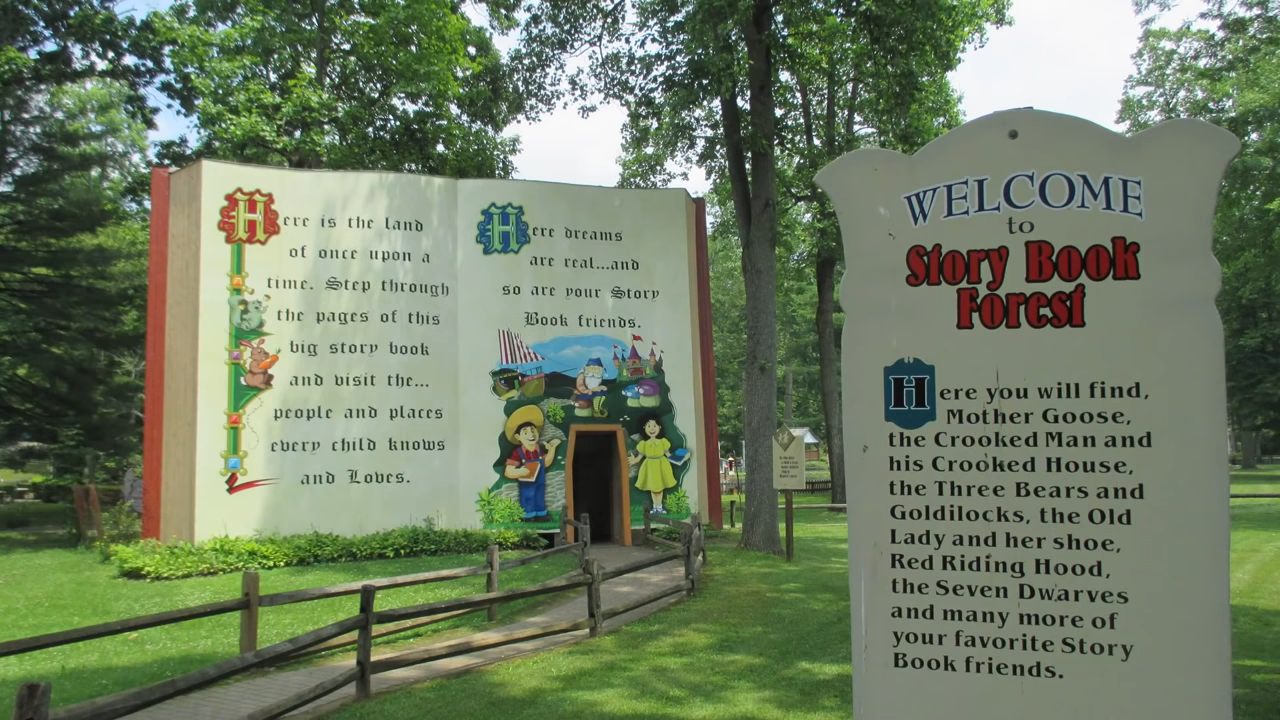 Here is the land
of once upon a
time. Step through
the pages of this
big story book
and visit the...
people and places
every child knows
and Loves.
Here dreams
are real...and
so are your Story
Book friends.
WELCOME
to
Story Book
Forest
Here you will find,
Mother Goose,
the Crooked Man and
his Crooked House,
the Three Bears and
Goldilocks, the Old
Lady and her shoe,
Red Riding Hood,
the Seven Dwarves
and many more of
your favorite Story
Book friends.